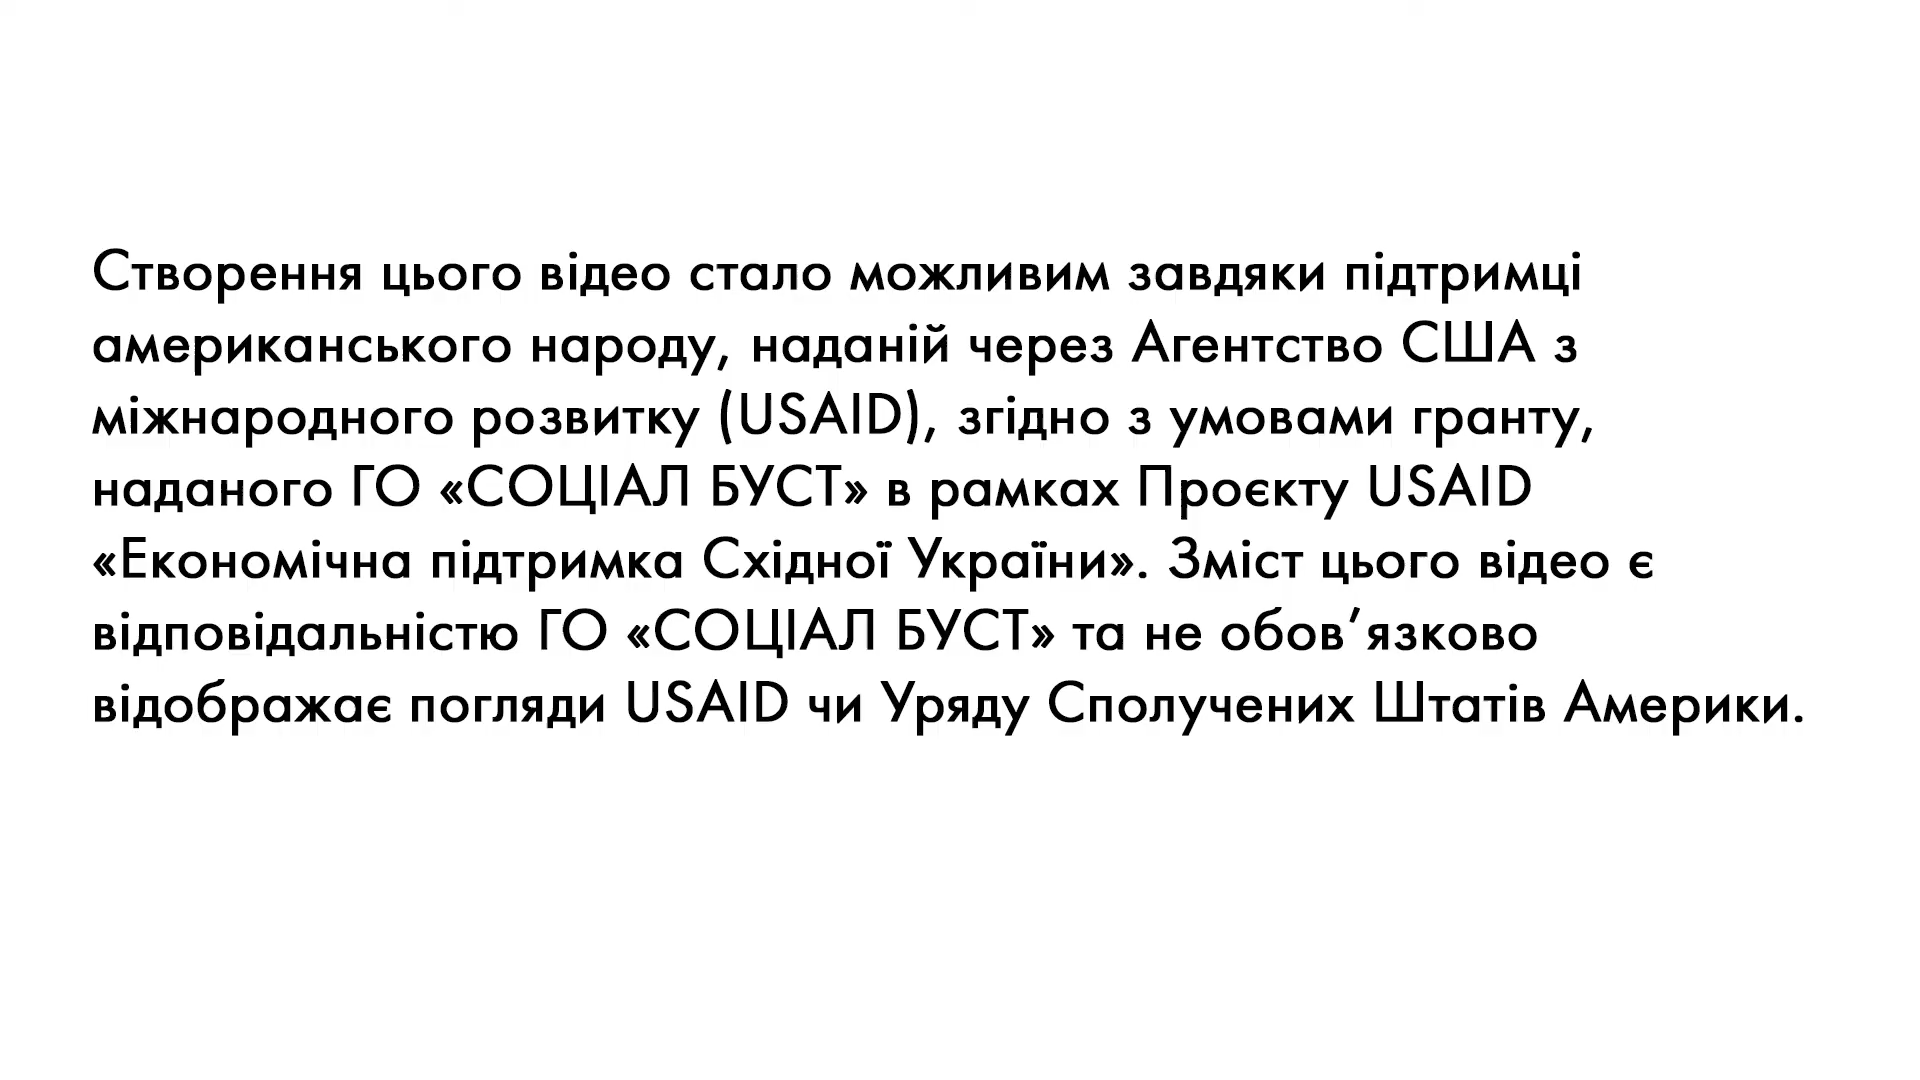 Створення цього відео стало можливим завдяки підтримці
американського народу, наданій через Агентство США з
міжнародного розвитку (USAID), згідно з умовами гранту,
наданого ГО «СОЦІАЛ БУСТ» в рамках Проєкту USAID
«Економічна підтримка Східної України». Зміст цього відео є
відповідальністю ГО «СОЦІАЛ БУСТ» та не обов’язково
відображає погляди USAID чи Уряду Сполучених Штатів Америки.